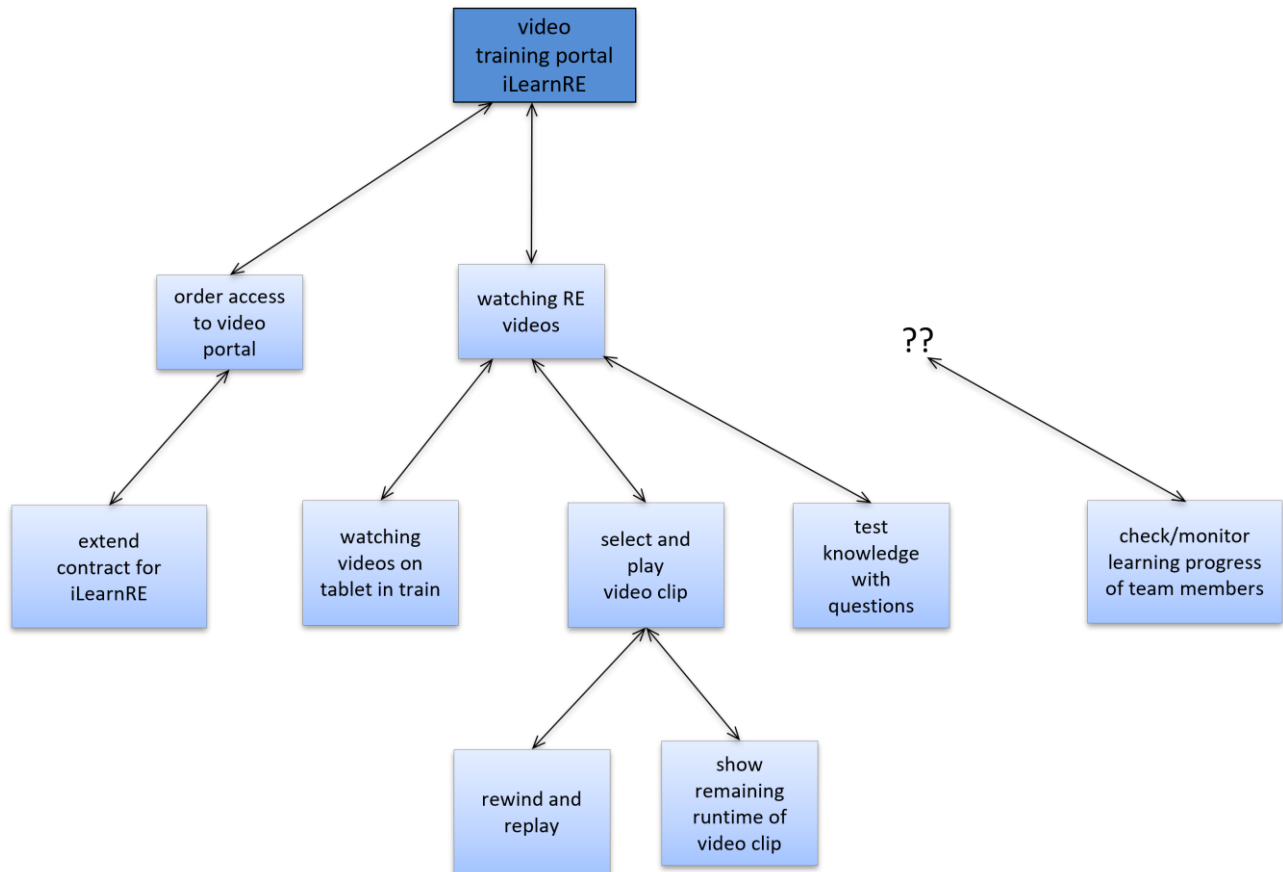 video
training portal
iLearnRE
order access
to video
portal
watching RE
videos
??
extend
contract for
iLearnRE
watching
videos on
tablet in train
select and
play
video clip
test
knowledge
with
questions
check/monitor
learning progress
of team members
rewind and
replay
show
remaining
runtime of
video clip